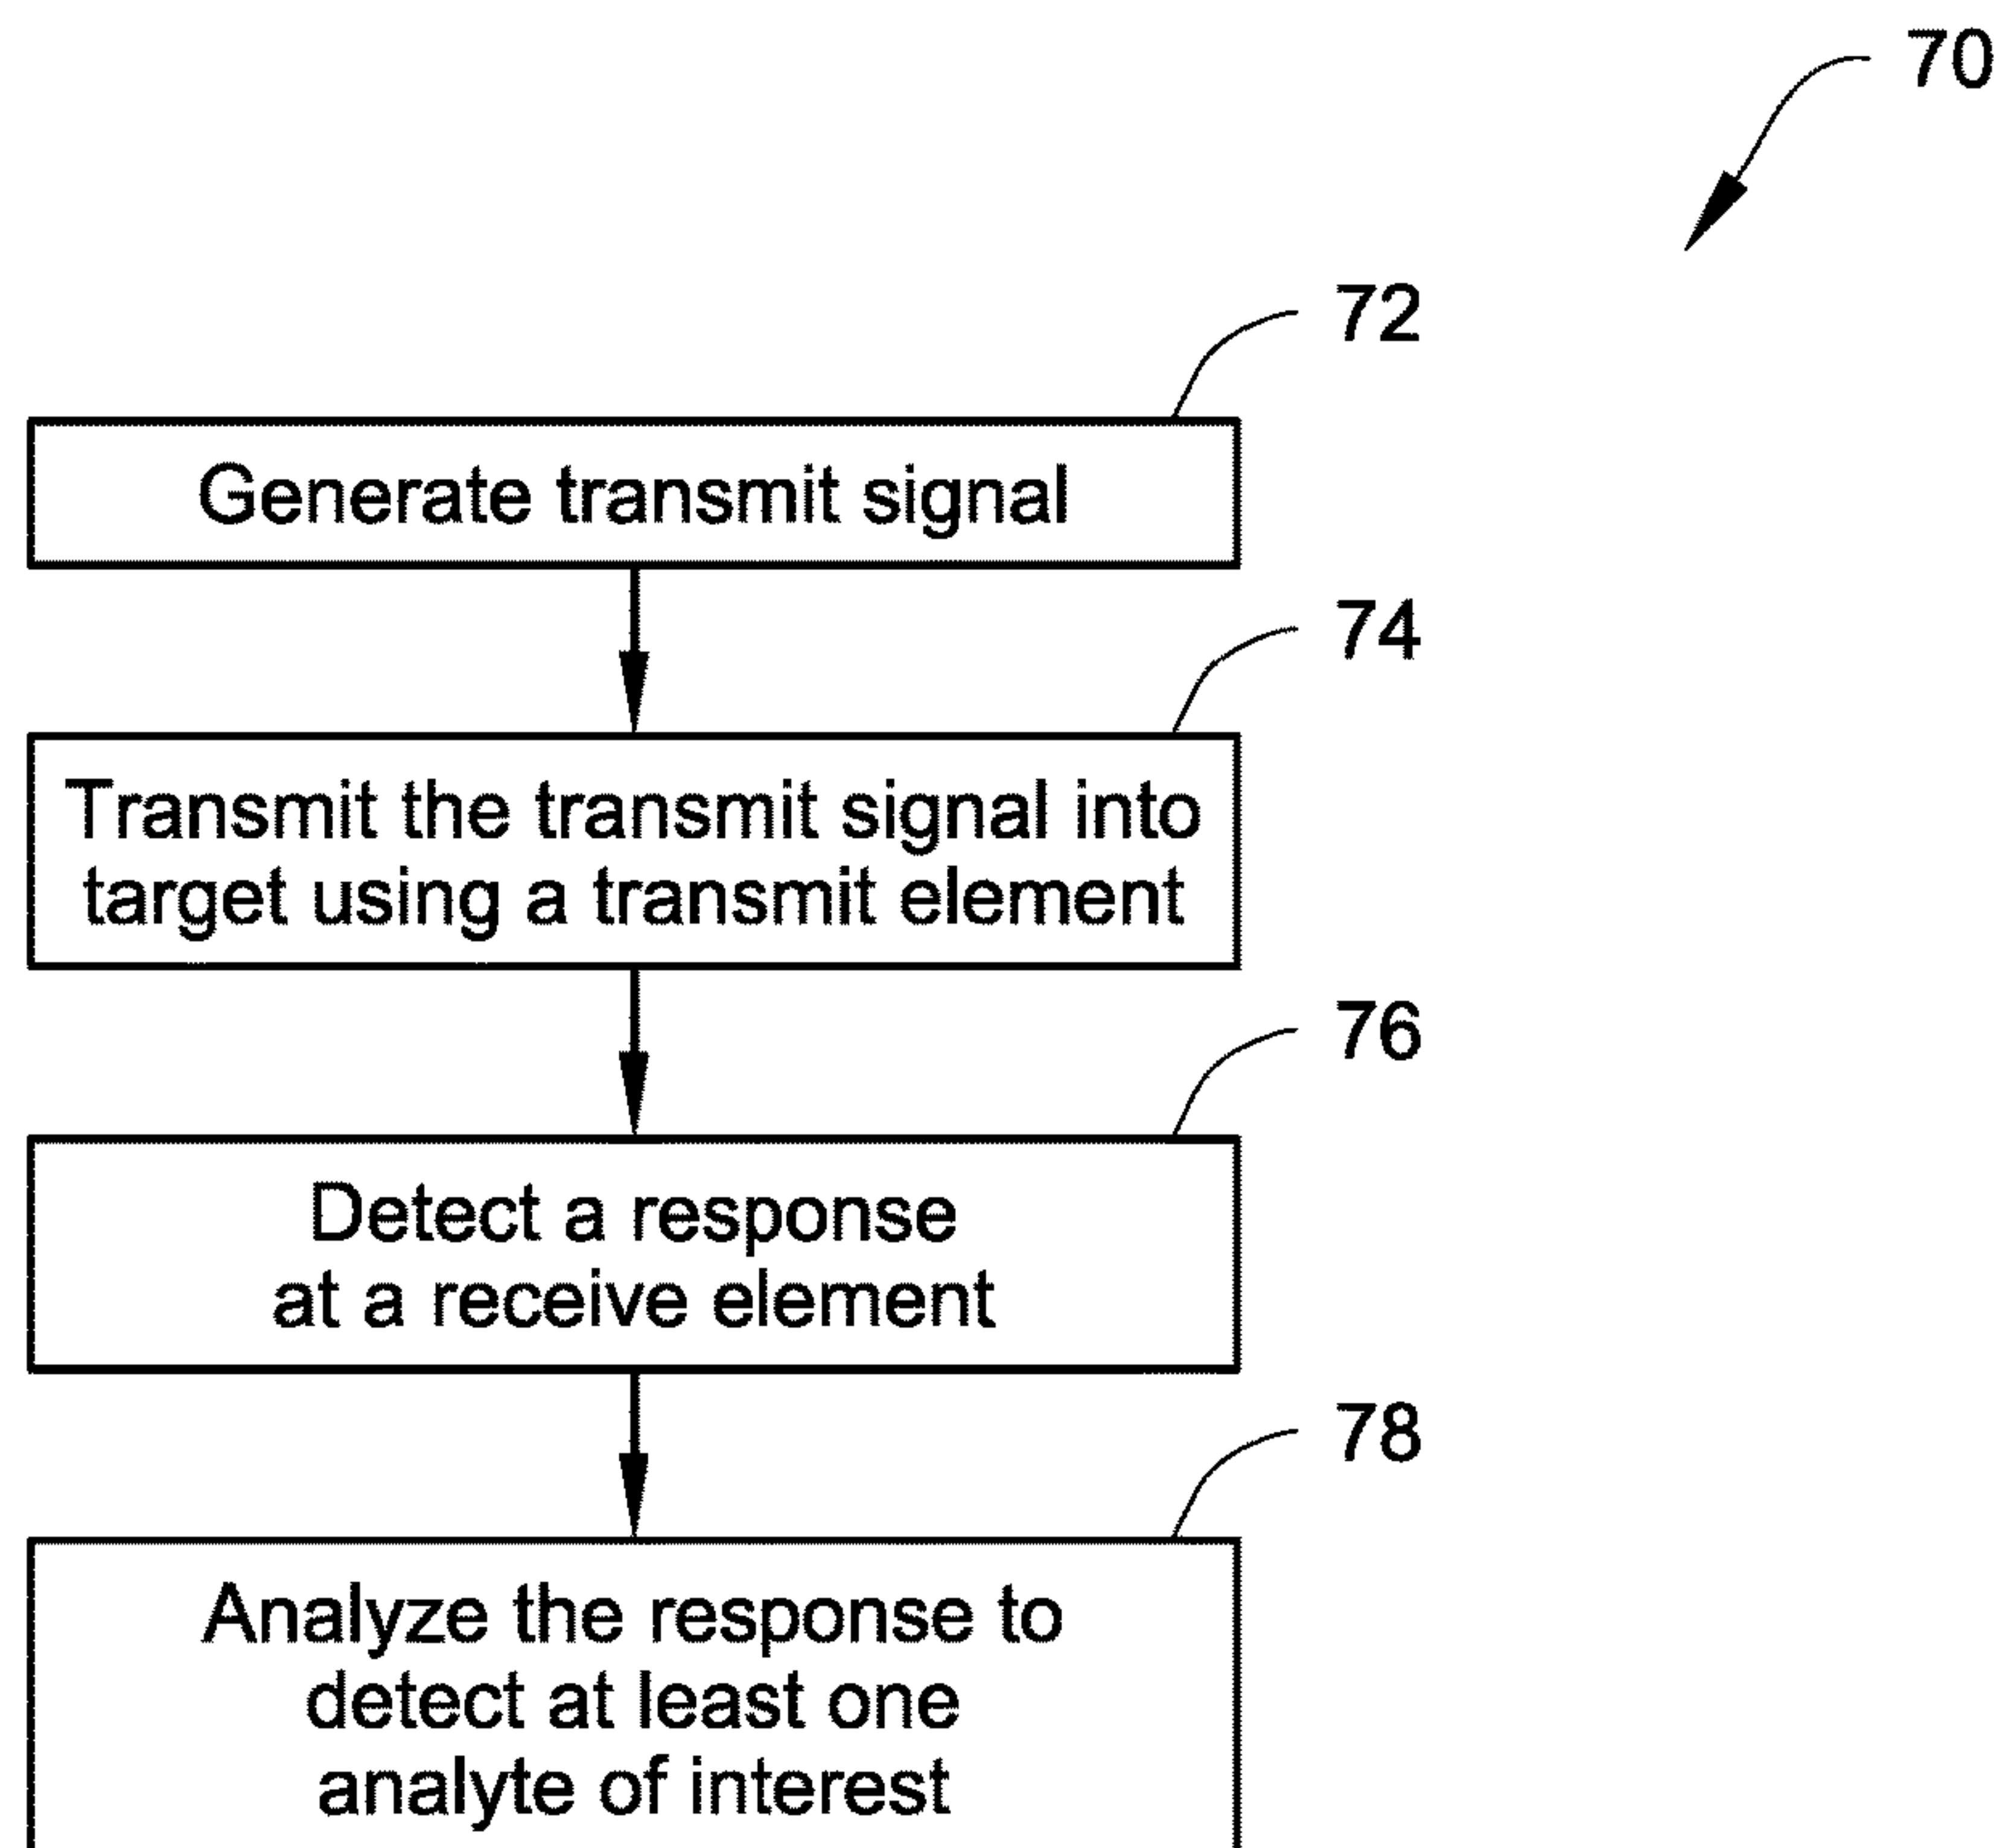 70
72
Generate transmit signal
74
Transmit the transmit signal into
target using a transmit element
76
Detect a response
at a receive element
78
Analyze the response to
detect at least one
analyte of interest